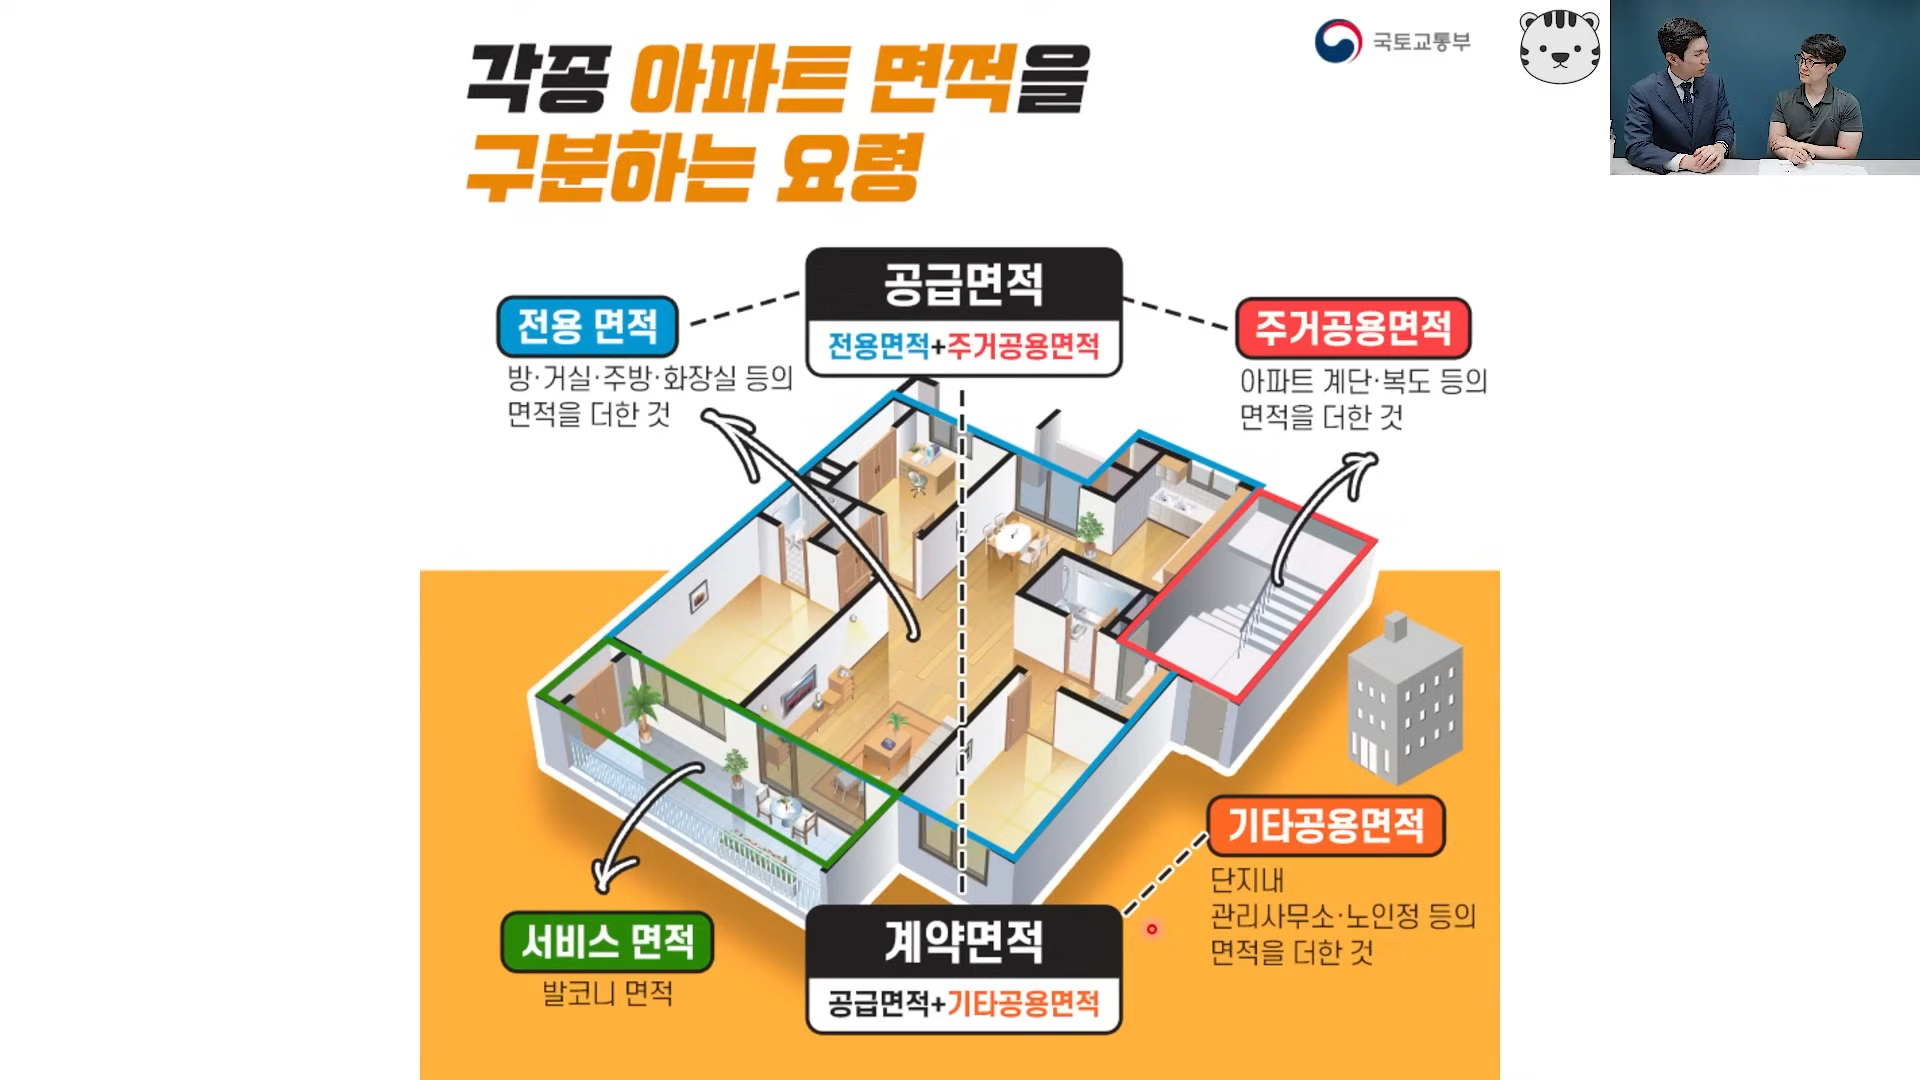 각종 아파트 면적을
구분하는 요령
국토교통부
공급면적
전용면적+주거공용면적
전용 면적
방·거실·주방·화장실 등의
면적을 더한 것
주거공용면적
아파트 계단·복도 등의
면적을 더한 것
기타공용면적
단지내
관리사무소·노인정 등의
면적을 더한 것
서비스 면적
발코니 면적
계약면적
공급면적+기타공용면적